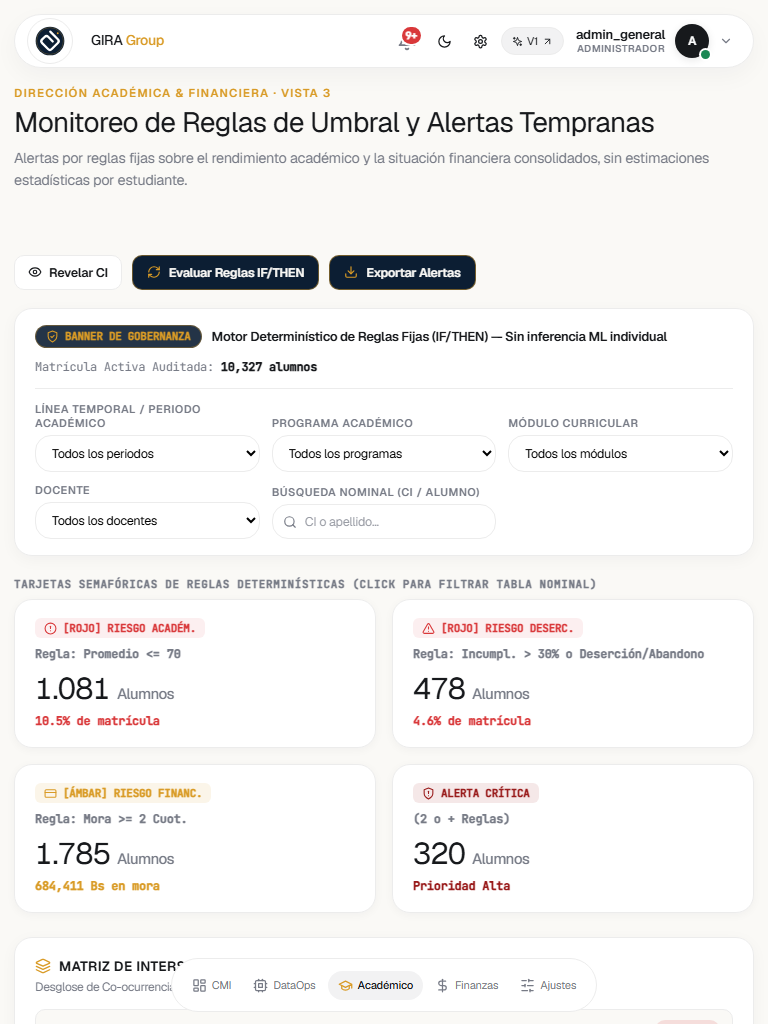 GIRA Group
9+
V1
admin_general
ADMINISTRADOR
A
DIRECCIÓN ACADÉMICA & FINANCIERA · VISTA 3
Monitoreo de Reglas de Umbral y Alertas Tempranas
Alertas por reglas fijas sobre el rendimiento académico y la situación financiera consolidados, sin estimaciones
estadísticas por estudiante.
Revelar CI
Evaluar Reglas IF/THEN
Exportar Alertas
BANNER DE GOBERNANZA
Motor Determinístico de Reglas Fijas (IF/THEN) — Sin inferencia ML individual
Matrícula Activa Auditada: 10,327 alumnos
LÍNEA TEMPORAL / PERIODO
ACADÉMICO
Todos los periodos
PROGRAMA ACADÉMICO
Todos los programas
MÓDULO CURRICULAR
Todos los módulos
DOCENTE
Todos los docentes
BÚSQUEDA NOMINAL (CI / ALUMNO)
CI o apellido...
TARJETAS SEMAFÓRICAS DE REGLAS DETERMINÍSTICAS (CLICK PARA FILTRAR TABLA NOMINAL)
[ROJO] RIESGO ACADÉM.
Regla: Promedio <= 70
1.081 Alumnos
10.5% de matrícula
[ROJO] RIESGO DESERC.
Regla: Incumpl. > 30% o Deserción/Abandono
478 Alumnos
4.6% de matrícula
[ÁMBAR] RIESGO FINANC.
Regla: Mora >= 2 Cuot.
1.785 Alumnos
684,411 Bs en mora
ALERTA CRÍTICA
(2 o + Reglas)
320 Alumnos
Prioridad Alta
MATRIZ DE INTERS
Desglose de Co-ocurrencia
CMI
DataOps
Académico
Finanzas
Ajustes